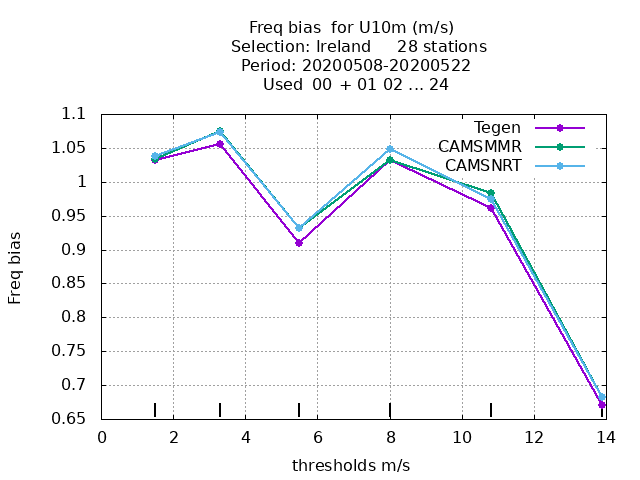 Freq bias  for U10m (m/s)
Selection: Ireland     28 stations
Period: 20200508-20200522
Used  00 + 01 02 ... 24
Tegen
CAMSMMR
CAMSNRT
1.1
1.05
1
0.95
0.9
0.85
0.8
0.75
0.7
0.65
Freq bias
0 2 4 6 8 10 12 14
thresholds m/s